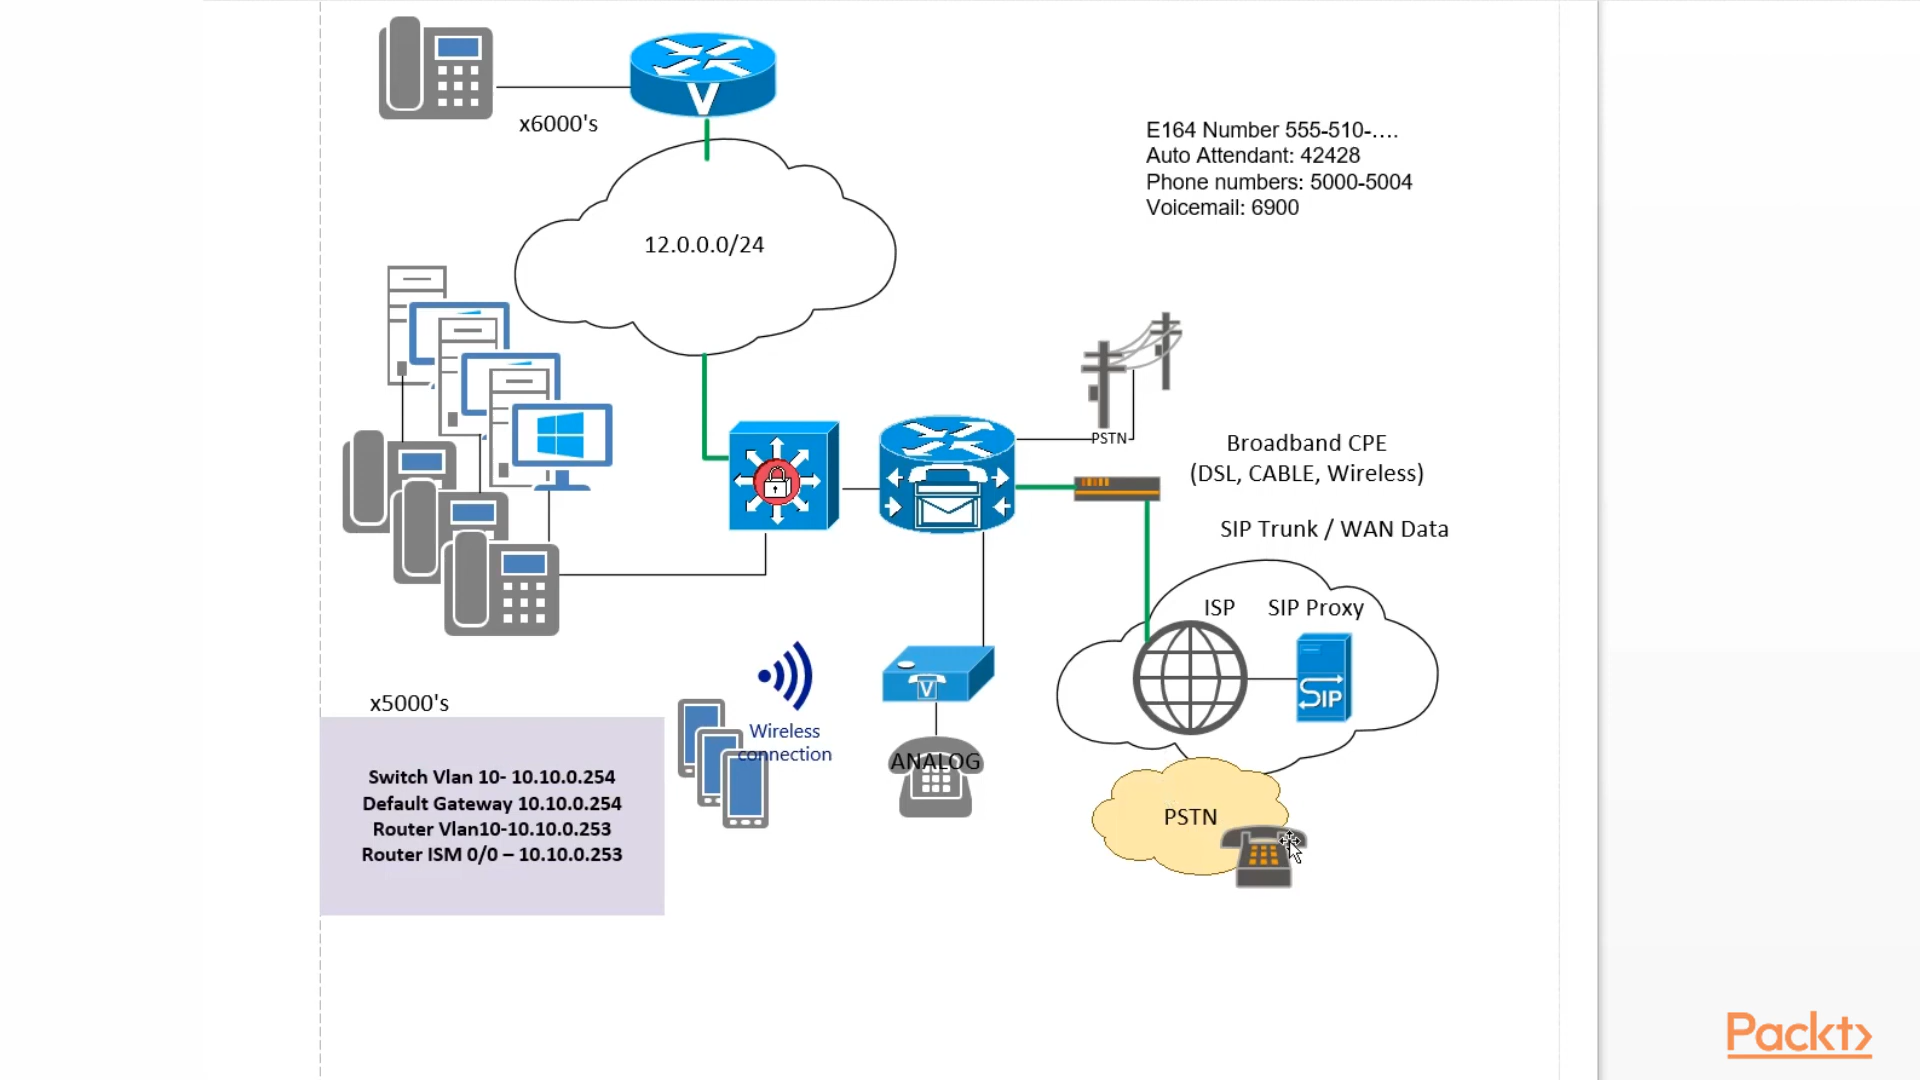 x6000's
V
E164 Number 555-510-....
Auto Attendant: 42428
Phone numbers: 5000-5004
Voicemail: 6900
12.0.0.0/24
PSTN
Broadband CPE
(DSL, CABLE, Wireless)
SIP Trunk / WAN Data
ISP
SIP Proxy
SIP
x5000's
V
Wireless
connection
ANALOG
Switch Vlan 10- 10.10.0.254
Default Gateway 10.10.0.254
Router Vlan10-10.10.0.253
Router ISM 0/0 – 10.10.0.253
PSTN
Packt>